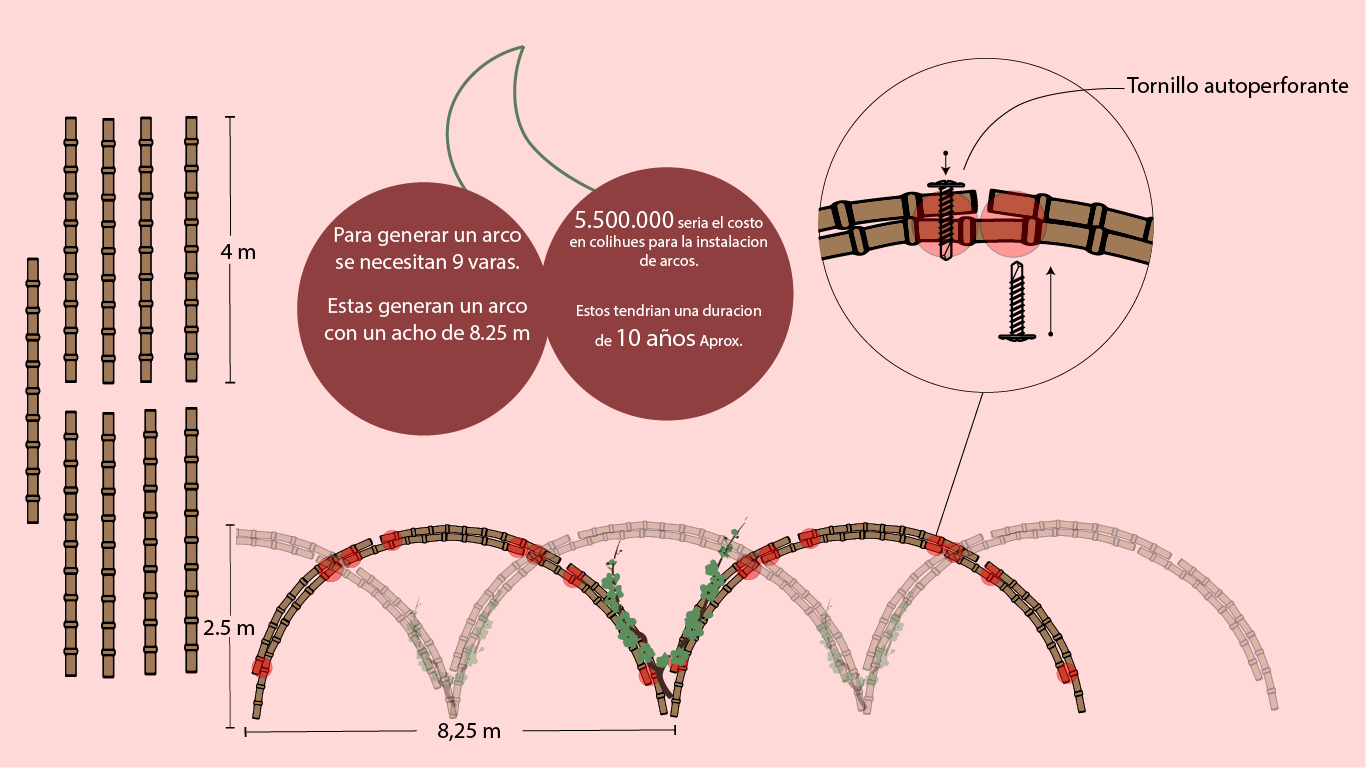 Tornillo autoperforante
4 m
Para generar un arco
se necesitan 9 varas.
Estas generan un arco
con un acho de 8.25 m
5.500.000 seria el costo
en colihues para la instalacion
de arcos.
Estos tendrian una duracion
de 10 años Aprox.
2.5 m
8,25 m